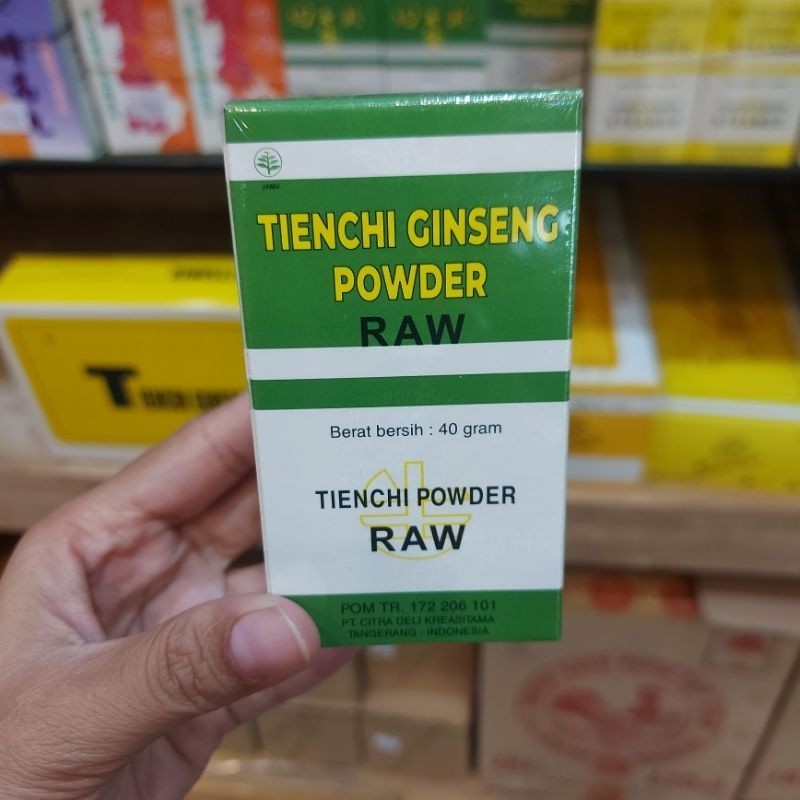 JAMU
TIENCHI GINSENG
POWDER
RAW
Berat bersih : 40 gram
TIENCHI POWDER
RAW
POM TR. 172 206 101
PT. CITRA DELI KREASITAMA
TANGERANG - INDONESIA